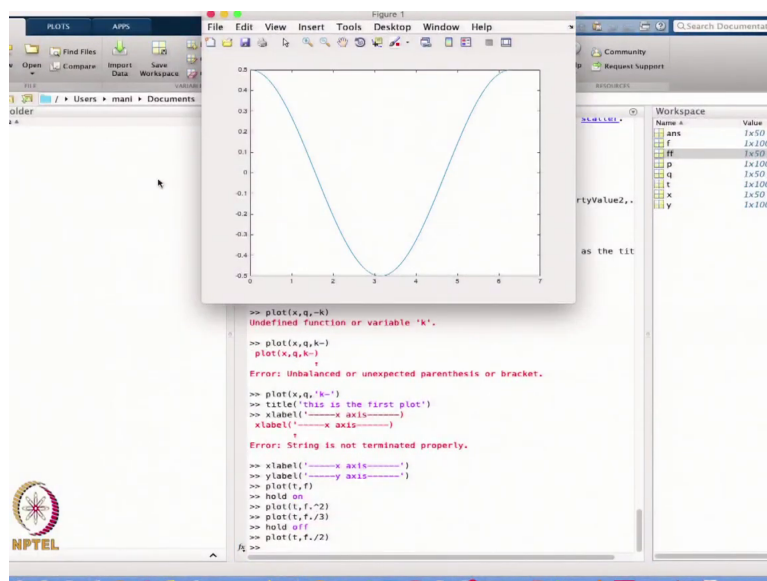 Figure 1
PLOTS APPS
File Edit View Insert Tools Desktop Window Help
Search Documentat
Open
Find Files
Compare
Import Data
Save Workspace
Community
Request Support
FILE
RESOURCES
/ ▸ Users ▸ mani ▸ Documents
older
Workspace
Name Value
ans 1x50
f 1x100
ff 1x50
p 1x100
q 1x50
t 1x100
x 1x50
y 1x100
scatter.
rtyValue2,.
as the tit
0.5
0.4
0.3
0.2
0.1
0
-0.1
-0.2
-0.3
-0.4
-0.5
0 1 2 3 4 5 6 7
>> plot(x,q,-k)
Undefined function or variable 'k'.
>> plot(x,q,k-)
plot(x,q,k-)
↑
Error: Unbalanced or unexpected parenthesis or bracket.
>> plot(x,q,'k-')
>> title('this is the first plot')
>> xlabel('-----x axis------)
xlabel('-----x axis------)
↑
Error: String is not terminated properly.
>> xlabel('-----x axis------')
>> ylabel('-----y axis------')
>> plot(t,f)
>> hold on
>> plot(t,f.^2)
>> plot(t,f./3)
>> hold off
>> plot(t,f./2)
fx >>
NPTEL